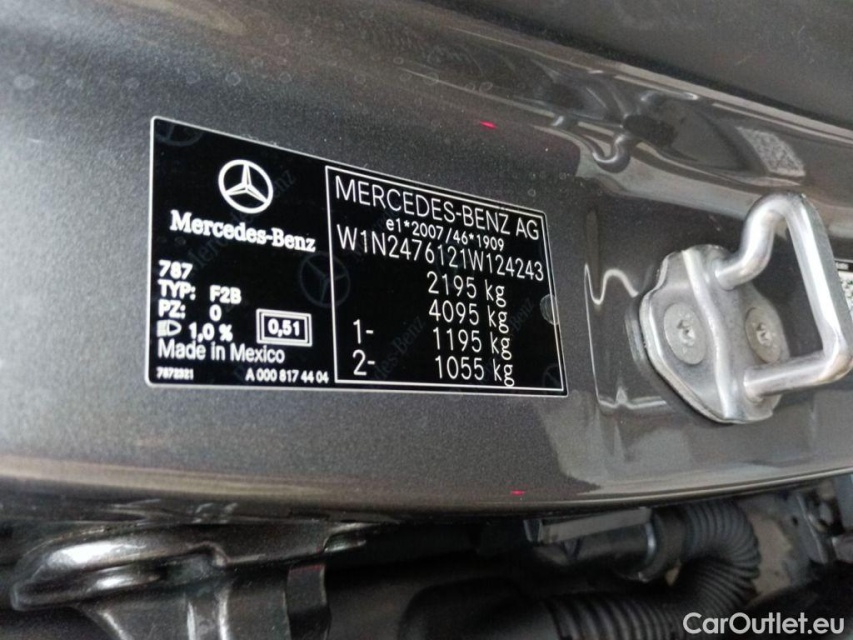 Mercedes-Benz
787
TYP: F2B
PZ: 0
1,0 %
0,51
Made in Mexico
7872321
A 000 817 44 04
MERCEDES-BENZ AG
e1*2007/46*1909
W1N2476121W124243
2195 kg
4095 kg
1- 1195 kg
2- 1055 kg
CarOutlet.eu